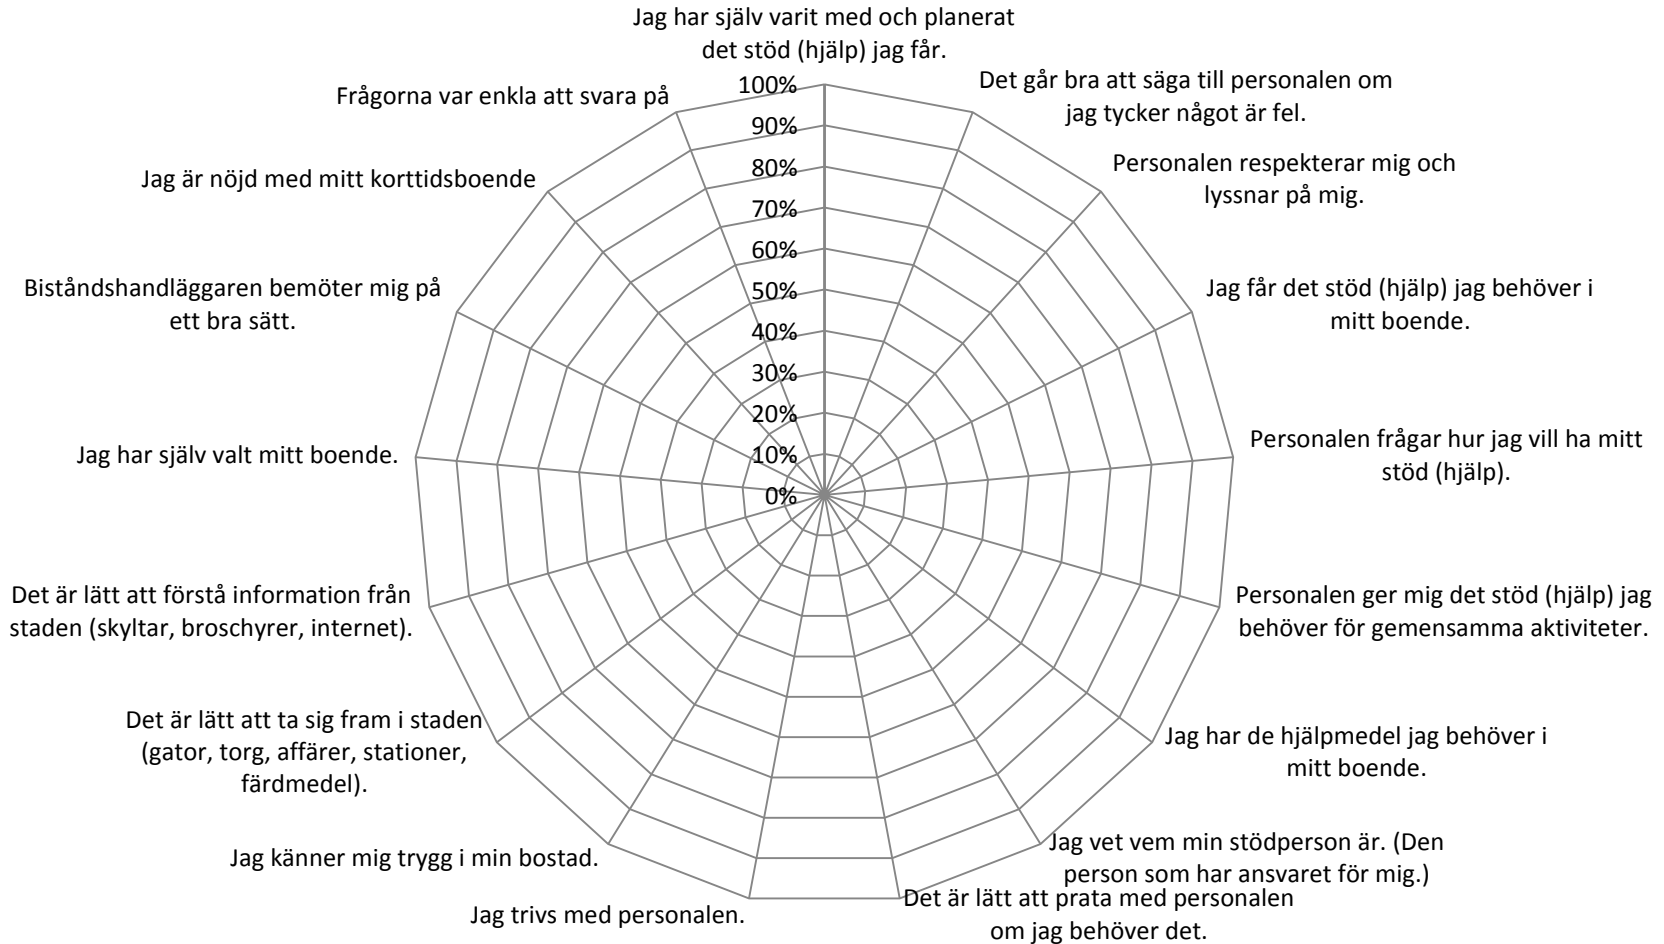 Jag har själv varit med och planerat
det stöd (hjälp) jag får.
Det går bra att säga till personalen om
jag tycker något är fel.
Personalen respekterar mig och
lyssnar på mig.
Jag får det stöd (hjälp) jag behöver i
mitt boende.
Personalen frågar hur jag vill ha mitt
stöd (hjälp).
Personalen ger mig det stöd (hjälp) jag
behöver för gemensamma aktiviteter.
Jag har de hjälpmedel jag behöver i
mitt boende.
Jag vet vem min stödperson är. (Den
person som har ansvaret för mig.)
Det är lätt att prata med personalen
om jag behöver det.
Jag trivs med personalen.
Jag känner mig trygg i min bostad.
Det är lätt att ta sig fram i staden
(gator, torg, affärer, stationer,
färdmedel).
Det är lätt att förstå information från
staden (skyltar, broschyrer, internet).
Jag har själv valt mitt boende.
Biståndshandläggaren bemöter mig på
ett bra sätt.
Jag är nöjd med mitt korttidsboende
Frågorna var enkla att svara på
100%
90%
80%
70%
60%
50%
40%
30%
20%
10%
0%